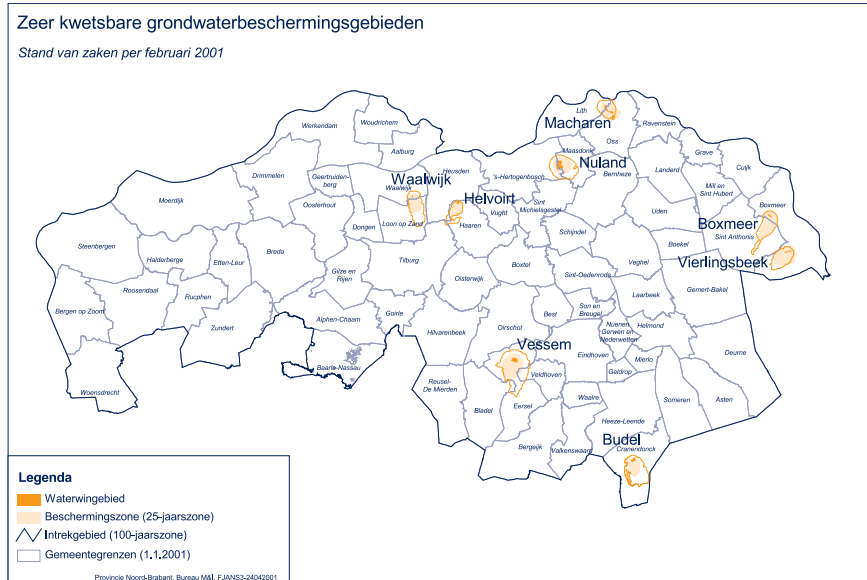 Zeer kwetsbare grondwaterbeschermingsgebieden
Stand van zaken per februari 2001
Lith
Macharen
Ravenstein
Oss
Woudrichem
Werkendam
Aalburg
Maasdonk
Nuland
Bernheze
Grave
Cuijk
Landerd
Mill en
Sint Hubert
Heusden
's-Hertogenbosch
Drimmelen
Geertruiden-
berg
Waalwijk
Waalwijk
Helvoirt
Sint
Michielsgestel
Vught
Uden
Boxmeer
Boxmeer
Sint Anthonis
Moerdijk
Oosterhout
Loon op Zand
Haaren
Dongen
Schijndel
Boekel
Vierlingsbeek
Steenbergen
Halderberge
Etten-Leur
Breda
Tilburg
Gilze en
Rijen
Oisterwijk
Boxtel
Sint-Oedenrode
Veghel
Gemert-Bakel
Roosendaal
Rucphen
Laarbeek
Bergen op Zoom
Zundert
Alphen-Chaam
Goirle
Hilvarenbeek
Oirschot
Best
Son en
Breugel
Nuenen
Gerwen en
Nederwetten
Helmond
Vessem
Eindhoven
Mierlo
Deurne
Baarle-Nassau
Woensdrecht
Reusel-
De Mierden
Veldhoven
Geldrop
Bladel
Eersel
Waalre
Someren
Asten
Heeze-Leende
Bergeijk
Valkenswaard
Budel
Cranendonck
Legenda
Waterwingebied
Beschermingszone (25-jaarszone)
Intrekgebied (100-jaarszone)
Gemeentegrenzen (1.1.2001)
Provincie Noord-Brabant, Bureau M&I, FJANS3-24042001